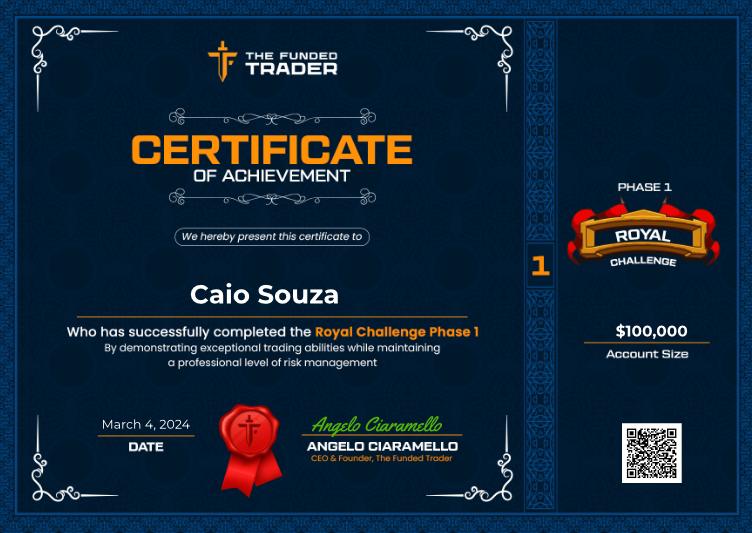 THE FUNDED
TRADER
CERTIFICATE
OF ACHIEVEMENT
We hereby present this certificate to
Caio Souza
Who has successfully completed the Royal Challenge Phase 1
By demonstrating exceptional trading abilities while maintaining
a professional level of risk management
March 4, 2024
DATE
Angelo Ciaramello
ANGELO CIARAMELLO
CEO & Founder, The Funded Trader
1
PHASE 1
ROYAL
CHALLENGE
$100,000
Account Size